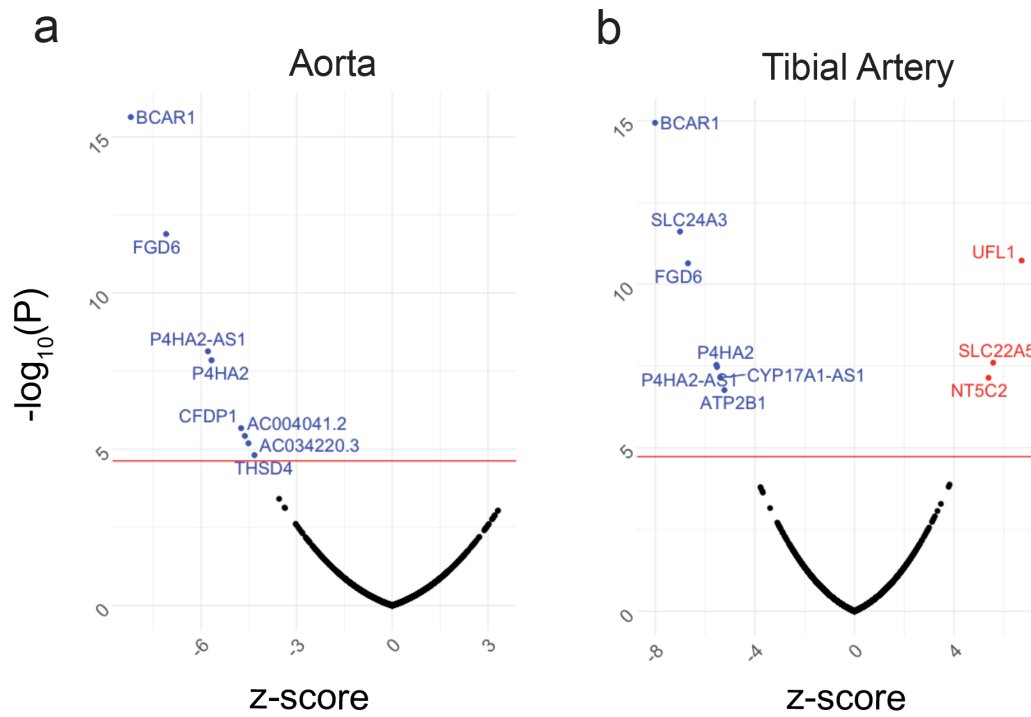 a
Aorta
-log10(P)
15
10
5
0
BCAR1
FGD6
P4HA2-AS1
P4HA2
CFDP1
AC004041.2
AC034220.3
THSD4
-6
-3
0
3
z-score
b
Tibial Artery
15
10
5
0
BCAR1
SLC24A3
FGD6
UFL1
P4HA2
SLC22A5
P4HA2-AS1
CYP17A1-AS1
NT5C2
ATP2B1
-8
-4
0
4
z-score